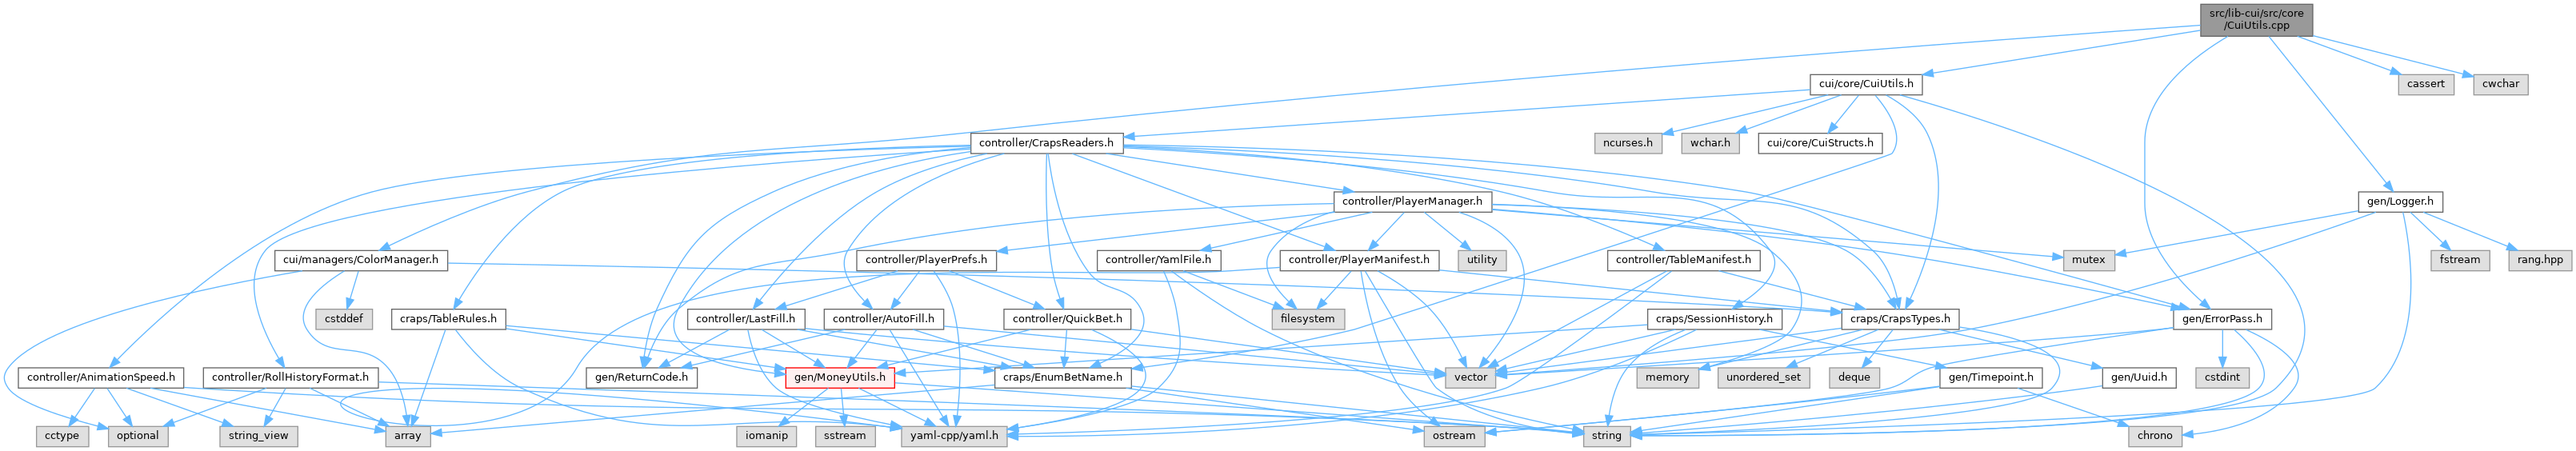 src/lib-cui/src/core
/CuiUtils.cpp
cui/core/CuiUtils.h
cassert
cwchar
controller/CrapsReaders.h
ncurses.h
wchar.h
cui/core/CuiStructs.h
controller/PlayerManager.h
gen/Logger.h
cui/managers/ColorManager.h
controller/PlayerPrefs.h
controller/YamlFile.h
controller/PlayerManifest.h
utility
controller/TableManifest.h
mutex
fstream
rang.hpp
cstddef
craps/TableRules.h
controller/LastFill.h
controller/AutoFill.h
controller/QuickBet.h
filesystem
craps/SessionHistory.h
craps/CrapsTypes.h
gen/ErrorPass.h
controller/AnimationSpeed.h
controller/RollHistoryFormat.h
gen/ReturnCode.h
gen/MoneyUtils.h
craps/EnumBetName.h
vector
memory
unordered_set
deque
gen/Timepoint.h
gen/Uuid.h
cstdint
cctype
optional
string_view
array
iomanip
sstream
yaml-cpp/yaml.h
ostream
string
chrono